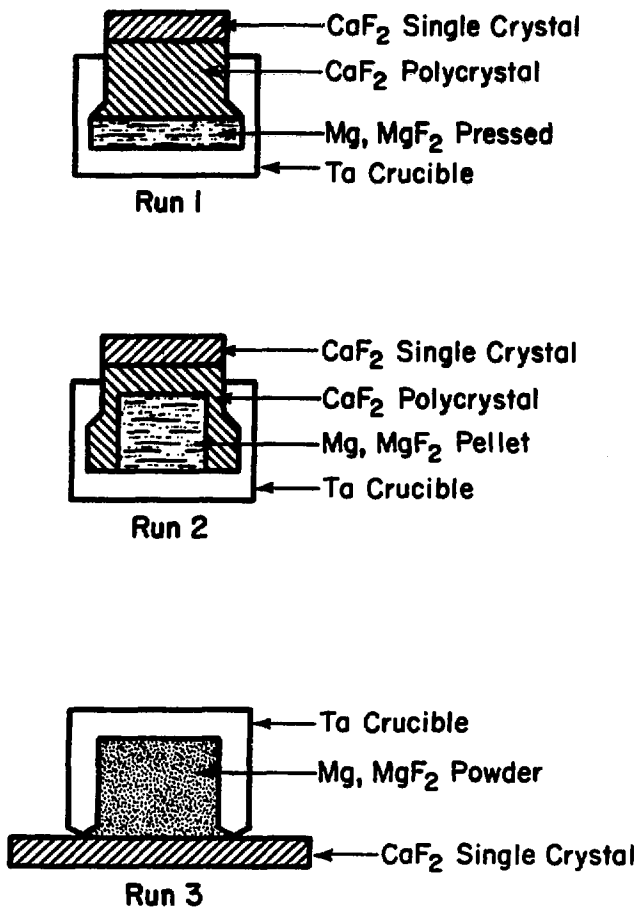 CaF2 Single Crystal
CaF2 Polycrystal
Mg, MgF2 Pressed
Ta Crucible
Run 1
CaF2 Single Crystal
CaF2 Polycrystal
Mg, MgF2 Pellet
Ta Crucible
Run 2
Ta Crucible
Mg, MgF2 Powder
CaF2 Single Crystal
Run 3